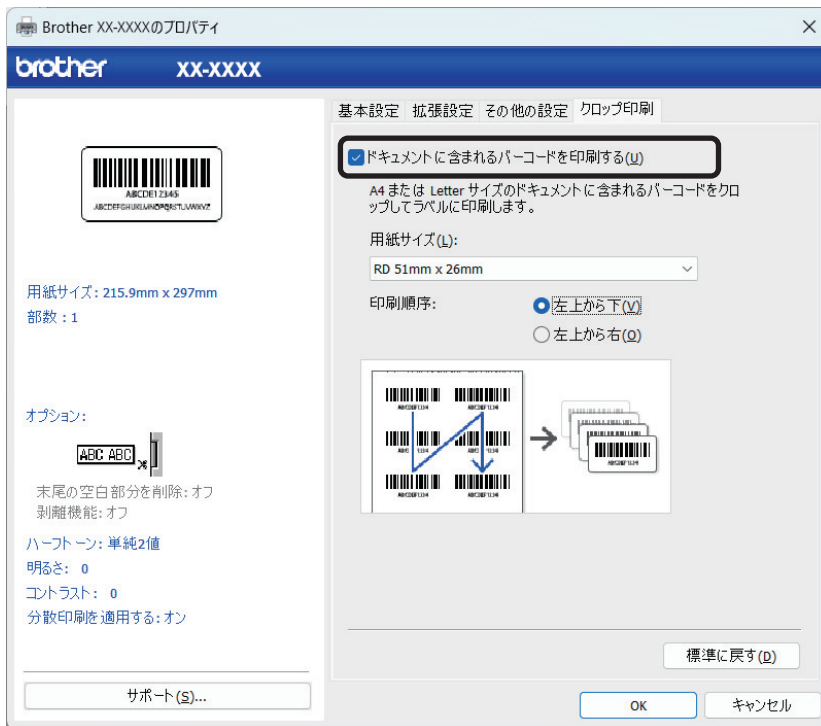 Brother XX-XXXXのプロパティ
brother XX-XXXX
ABCDE12345
ABCDEFGHIJKLMNOPQRSTUVWXYZ
用紙サイズ: 215.9mm x 297mm
部数 : 1
オプション:
ABC ABC
末尾の空白部分を削除: オフ
剥離機能: オフ
ハーフトーン: 単純2値
明るさ: 0
コントラスト: 0
分散印刷を適用する: オン
サポート(S)...
基本設定 拡張設定 その他の設定 クロップ印刷
ドキュメントに含まれるバーコードを印刷する(U)
A4 または Letter サイズのドキュメントに含まれるバーコードをクロ
ップしてラベルに印刷します。
用紙サイズ(L):
RD 51mm x 26mm
印刷順序:
左上から下(V)
左上から右(O)
ABCDEF1234 ABCDEF1234
ABCDEF1234 ABCDEF1234
ABCDEF1234
標準に戻す(D)
OK キャンセル